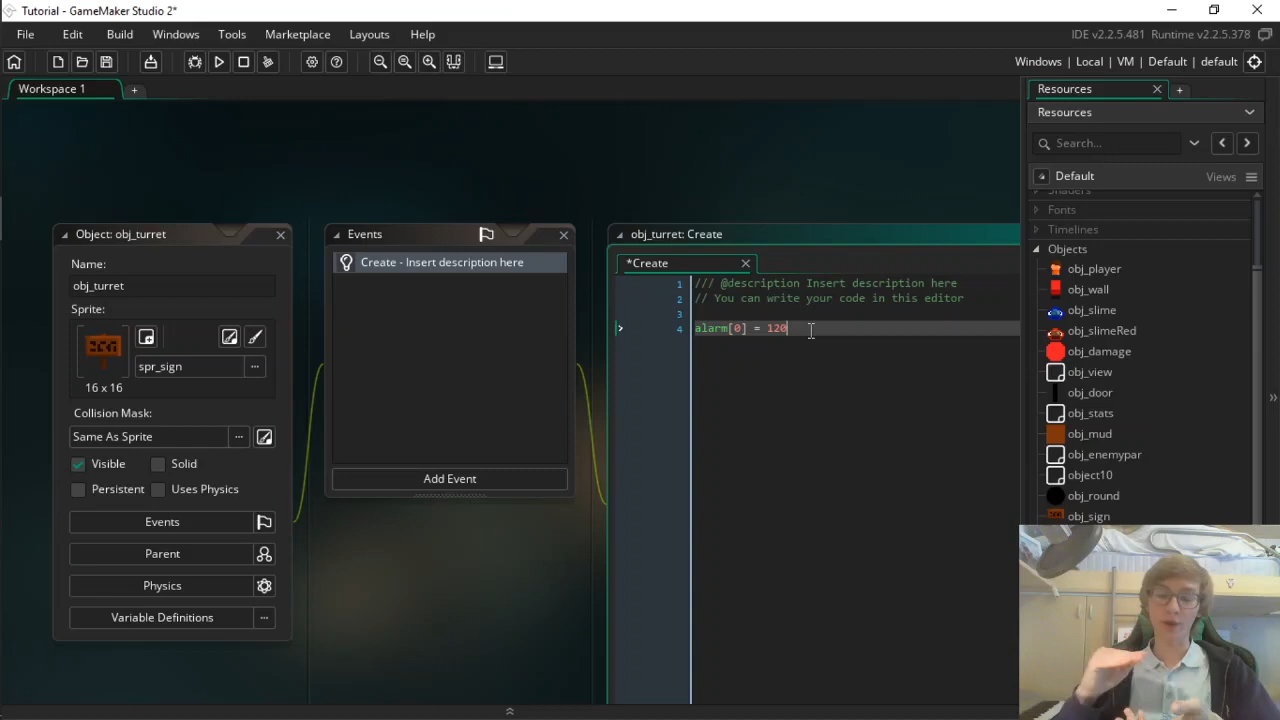 Tutorial - GameMaker Studio 2*
File Edit Build Windows Tools Marketplace Layouts Help
IDE v2.2.5.481 Runtime v2.2.5.378
Windows | Local | VM | Default | default
Workspace 1
Resources
Resources
Search...
Default
Views
Shaders
Fonts
Timelines
Objects
obj_player
obj_wall
obj_slime
obj_slimeRed
obj_damage
obj_view
obj_door
obj_stats
obj_mud
obj_enemypar
object10
obj_round
obj_sign
Object: obj_turret
Name:
obj_turret
Sprite:
spr_sign
16 x 16
Collision Mask:
Same As Sprite
Visible
Solid
Persistent
Uses Physics
Events
Parent
Physics
Variable Definitions
Events
Create - Insert description here
Add Event
obj_turret: Create
*Create
1 /// @description Insert description here
2 // You can write your code in this editor
3
4 alarm[0] = 120